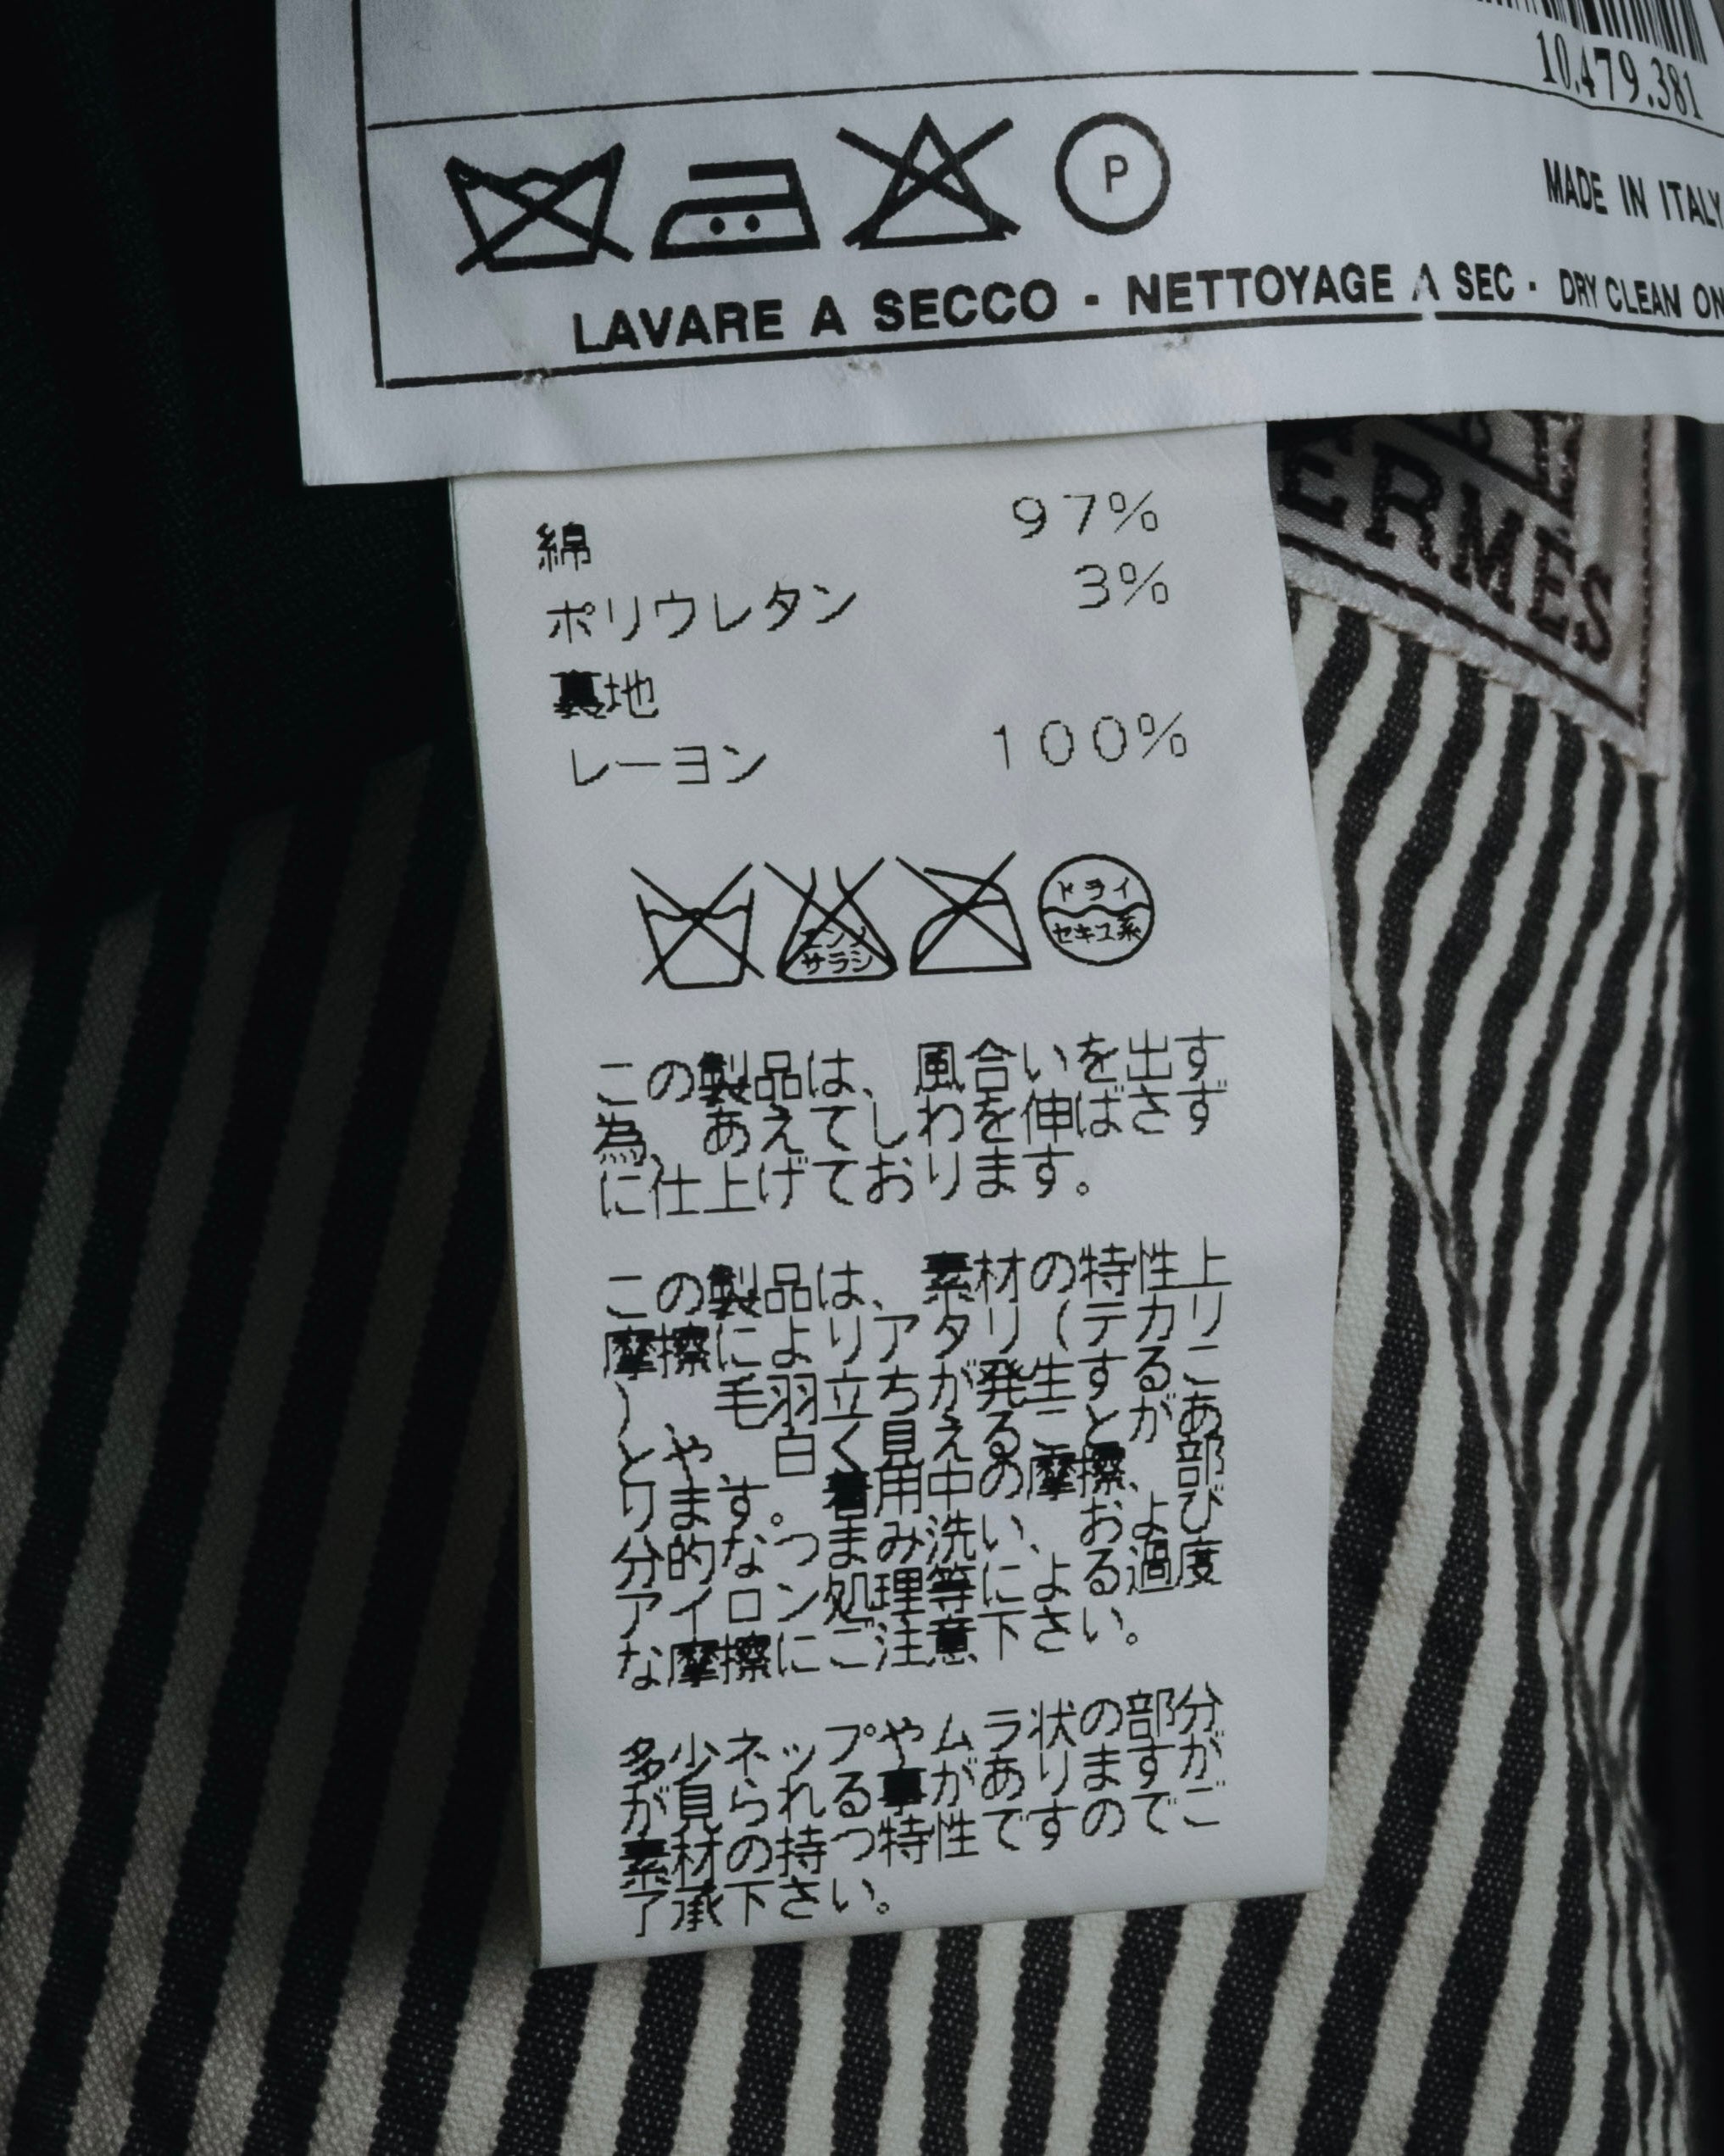 10.479.381
P
MADE IN ITALY
LAVARE A SECCO - NETTOYAGE A SEC - DRY CLEAN ON
ERMES
綿 97%
ポリウレタン 3%
裏地
レーヨン 100%
エンソ
サラシ
ドライ
セキユ系
この製品は、風合いを出す
為、あえてしわを伸ばさず
に仕上げております。
この製品は、素材の特性上
摩擦によりアタリ(テカリ
)や毛羽立ちが発生するこ
とや白く見えることがあ
ります。着用中の摩擦、部
分的なつまみ洗い、および
アイロン処理等による過度
な摩擦にご注意下さい。
多少ネップやムラ状の部分
が見られる事がありますが
素材の持つ特性ですのでご
了承下さい。